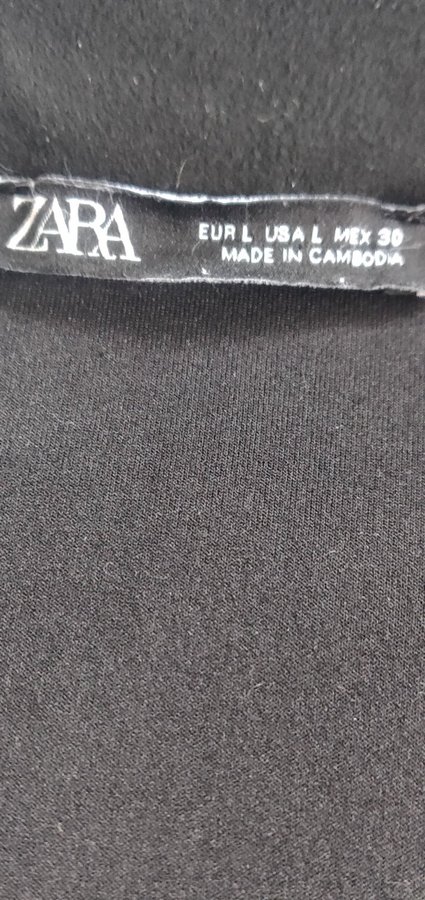 ZARA
EUR L USA L MEX 30
MADE IN CAMBODIA